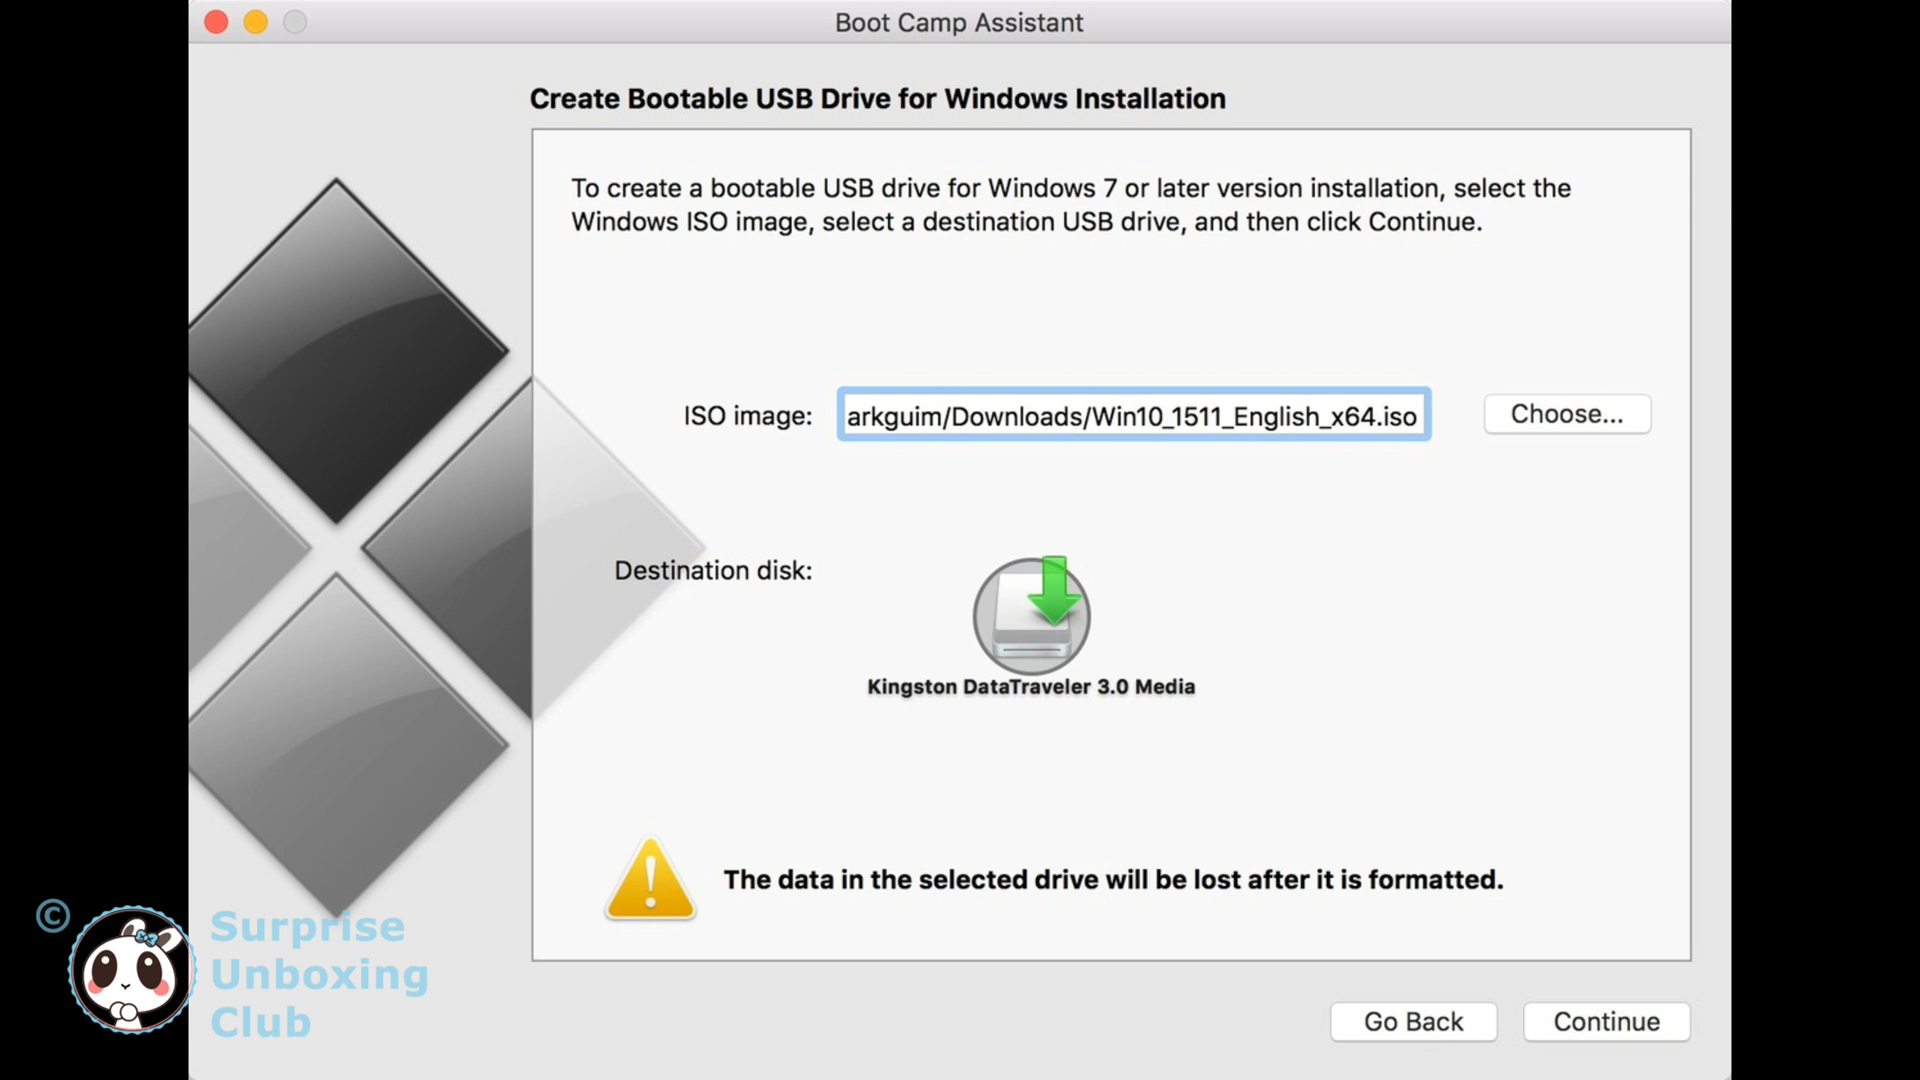 Boot Camp Assistant
Create Bootable USB Drive for Windows Installation
To create a bootable USB drive for Windows 7 or later version installation, select the
Windows ISO image, select a destination USB drive, and then click Continue.
ISO image:
arkguim/Downloads/Win10_1511_English_x64.iso
Choose...
Destination disk:
Kingston DataTraveler 3.0 Media
The data in the selected drive will be lost after it is formatted.
©
Surprise
Unboxing
Club
Go Back
Continue